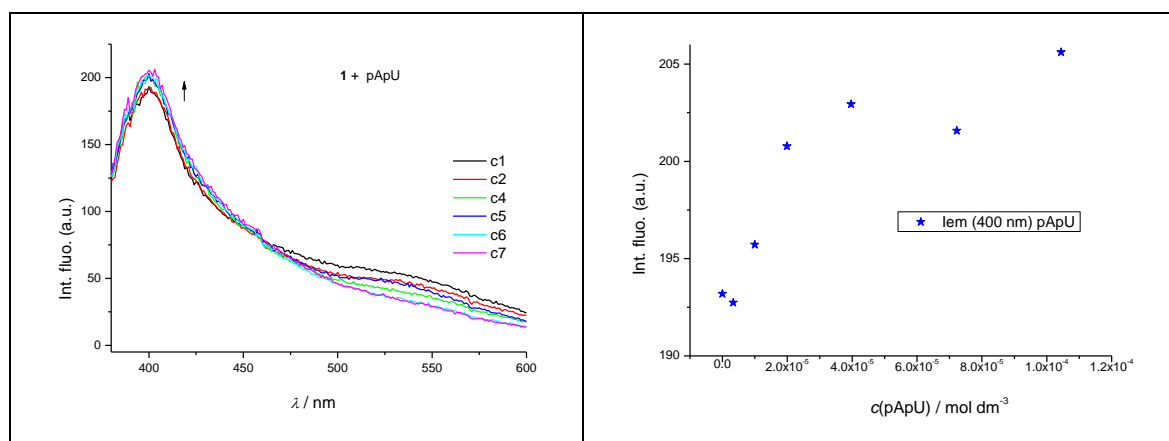 1 + pApU
Int. fluo. (a.u.)
200
150
100
50
0
c1
c2
c4
c5
c6
c7
400
450
500
550
600
λ / nm
205
200
195
190
Int. fluo. (a.u.)
Iem (400 nm) pApU
0.0
2.0x10⁻⁵
4.0x10⁻⁵
6.0x10⁻⁵
8.0x10⁻⁵
1.0x10⁻⁴
1.2x10⁻⁴
c(pApU) / mol dm⁻³